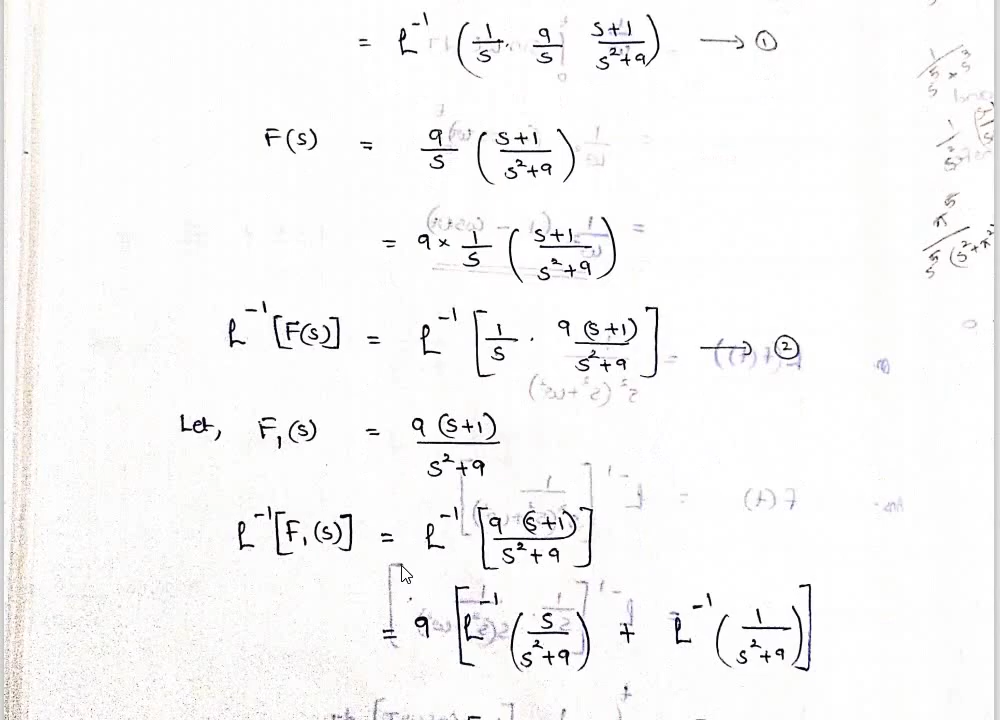 = L⁻¹ (1/s · 9/s · (s+1)/(s²+9)) → ①
F(s) = 9/s ((s+1)/(s²+9))
= 9 × 1/s ((s+1)/(s²+9))
L⁻¹[F(s)] = L⁻¹ [1/s · 9(s+1)/(s²+9)] → ②
Let, F₁(s) = 9(s+1)/(s²+9)
L⁻¹[F₁(s)] = L⁻¹ [9(s+1)/(s²+9)]
= 9 [L⁻¹ (s/(s²+9)) + L⁻¹ (1/(s²+9))]